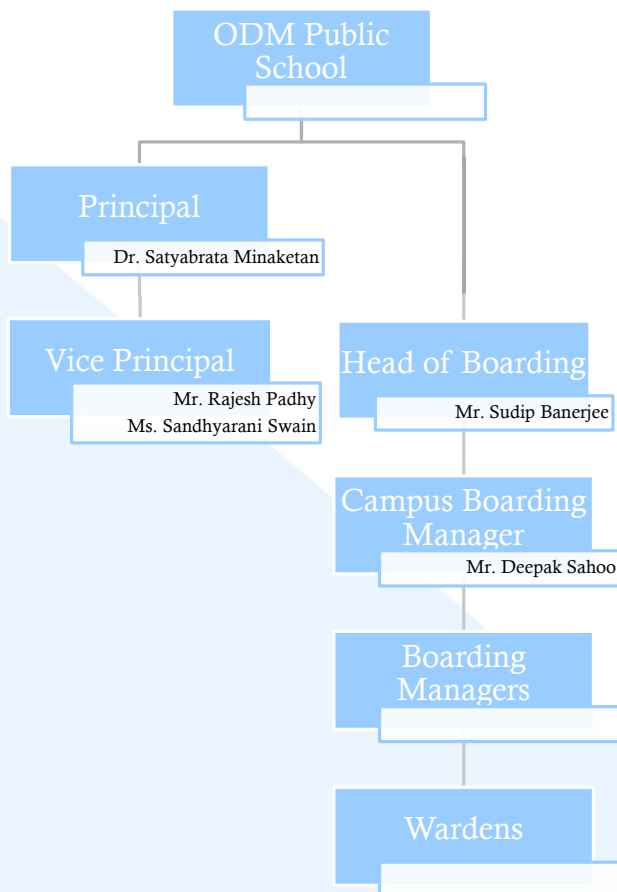 ODM Public
School
Principal
Dr. Satyabrata Minaketan
Vice Principal
Mr. Rajesh Padhy
Ms. Sandhyarani Swain
Head of Boarding
Mr. Sudip Banerjee
Campus Boarding
Manager
Mr. Deepak Sahoo
Boarding
Managers
Wardens